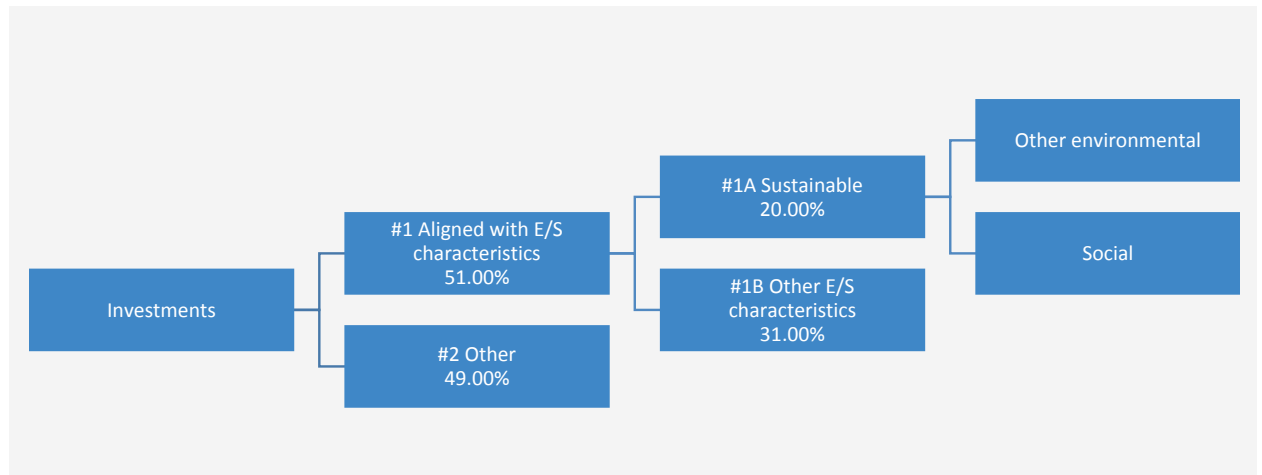 Investments
#1 Aligned with E/S
characteristics
51.00%
#2 Other
49.00%
#1A Sustainable
20.00%
#1B Other E/S
characteristics
31.00%
Other environmental
Social